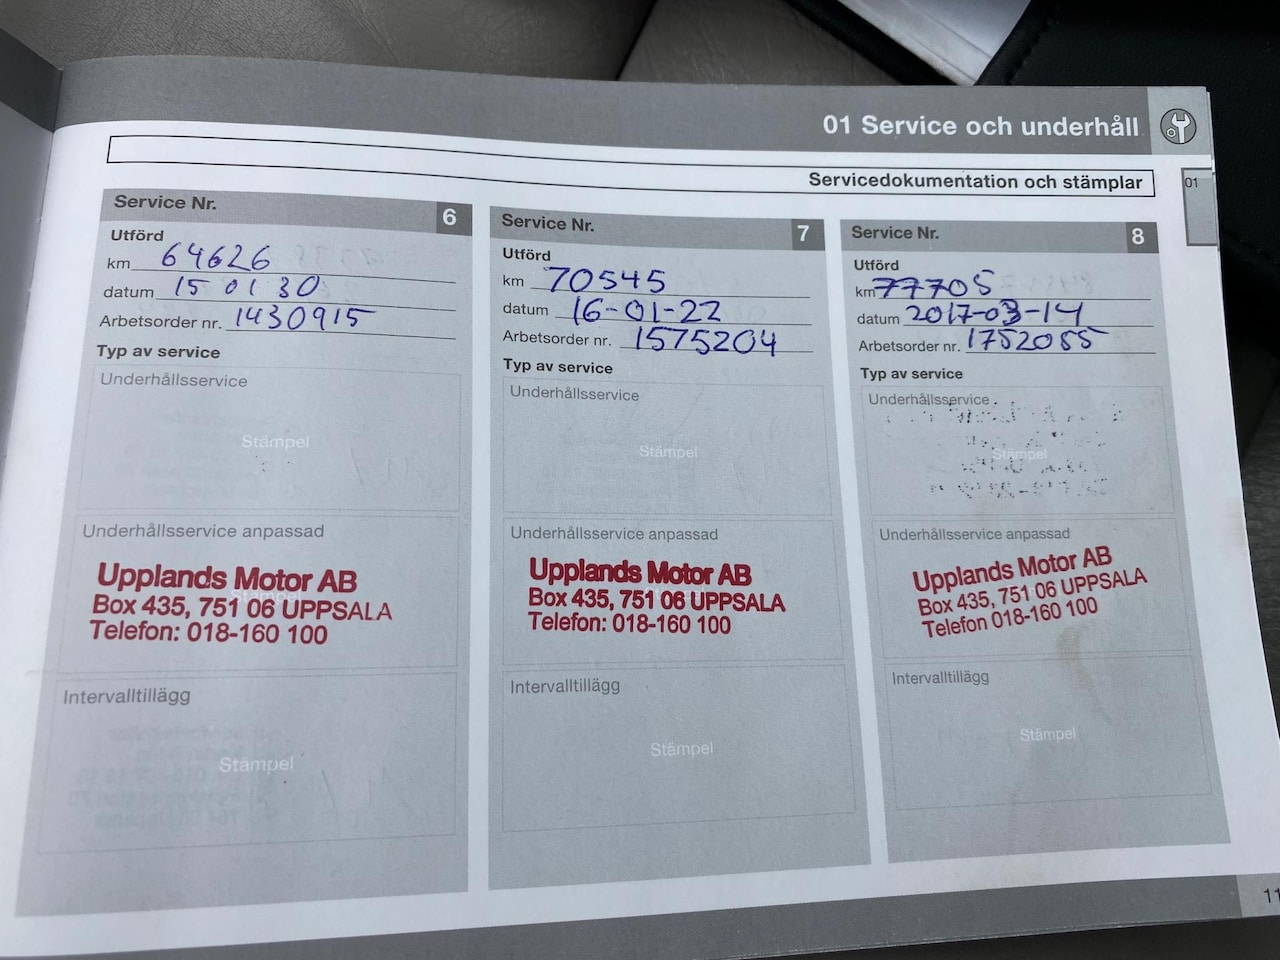 01 Service och underhåll
Servicedokumentation och stämplar
01
Service Nr. 6
Utförd
km 64626
datum 15 01 30
Arbetsorder nr. 1430915
Typ av service
Underhållsservice
Stämpel
Underhållsservice anpassad
Stämpel
Upplands Motor AB
Box 435, 751 06 UPPSALA
Telefon: 018-160 100
Intervalltillägg
Stämpel
Service Nr. 7
Utförd
km 70545
datum 16-01-22
Arbetsorder nr. 1575204
Typ av service
Underhållsservice
Stämpel
Underhållsservice anpassad
Upplands Motor AB
Box 435, 751 06 UPPSALA
Telefon: 018-160 100
Intervalltillägg
Stämpel
Service Nr. 8
Utförd
km 77705
datum 2017-03-14
Arbetsorder nr. 1752055
Typ av service
Underhållsservice
Stämpel
Underhållsservice anpassad
Upplands Motor AB
Box 435, 751 06 UPPSALA
Telefon 018-160 100
Intervalltillägg
Stämpel
11